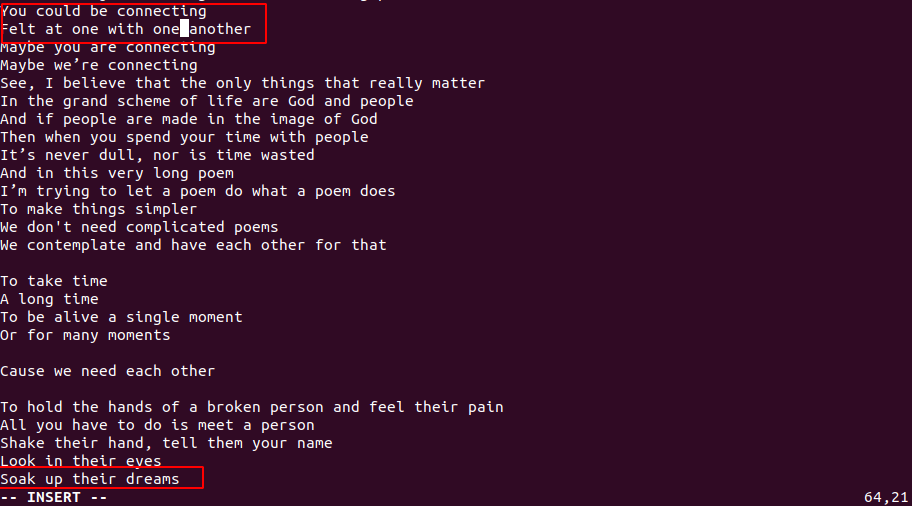 You could be connecting
Felt at one with one another
Maybe you are connecting
Maybe we’re connecting
See, I believe that the only things that really matter
In the grand scheme of life are God and people
And if people are made in the image of God
Then when you spend your time with people
It’s never dull, nor is time wasted
And in this very long poem
I’m trying to let a poem do what a poem does
To make things simpler
We don't need complicated poems
We contemplate and have each other for that
To take time
A long time
To be alive a single moment
Or for many moments
Cause we need each other
To hold the hands of a broken person and feel their pain
All you have to do is meet a person
Shake their hand, tell them your name
Look in their eyes
Soak up their dreams
-- INSERT -- 64,21